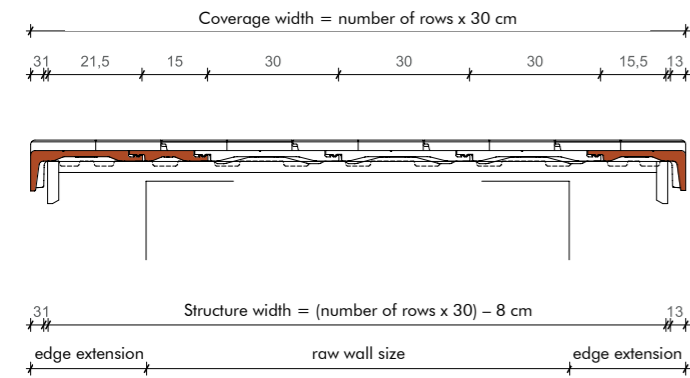 Coverage width = number of rows x 30 cm
31 21,5 15 30 30 30 15,5 13
31 Structure width = (number of rows x 30) – 8 cm 13
edge extension raw wall size edge extension